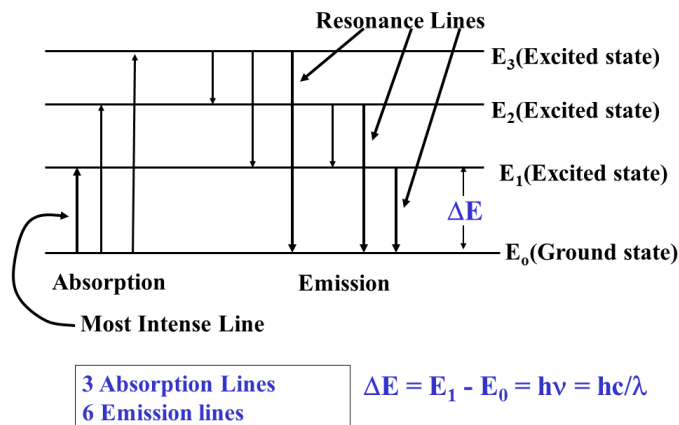 Resonance Lines
E₃(Excited state)
E₂(Excited state)
E₁(Excited state)
ΔE
Eₒ(Ground state)
Absorption
Emission
Most Intense Line
3 Absorption Lines
6 Emission lines
ΔE = E₁ - E₀ = hν = hc/λ